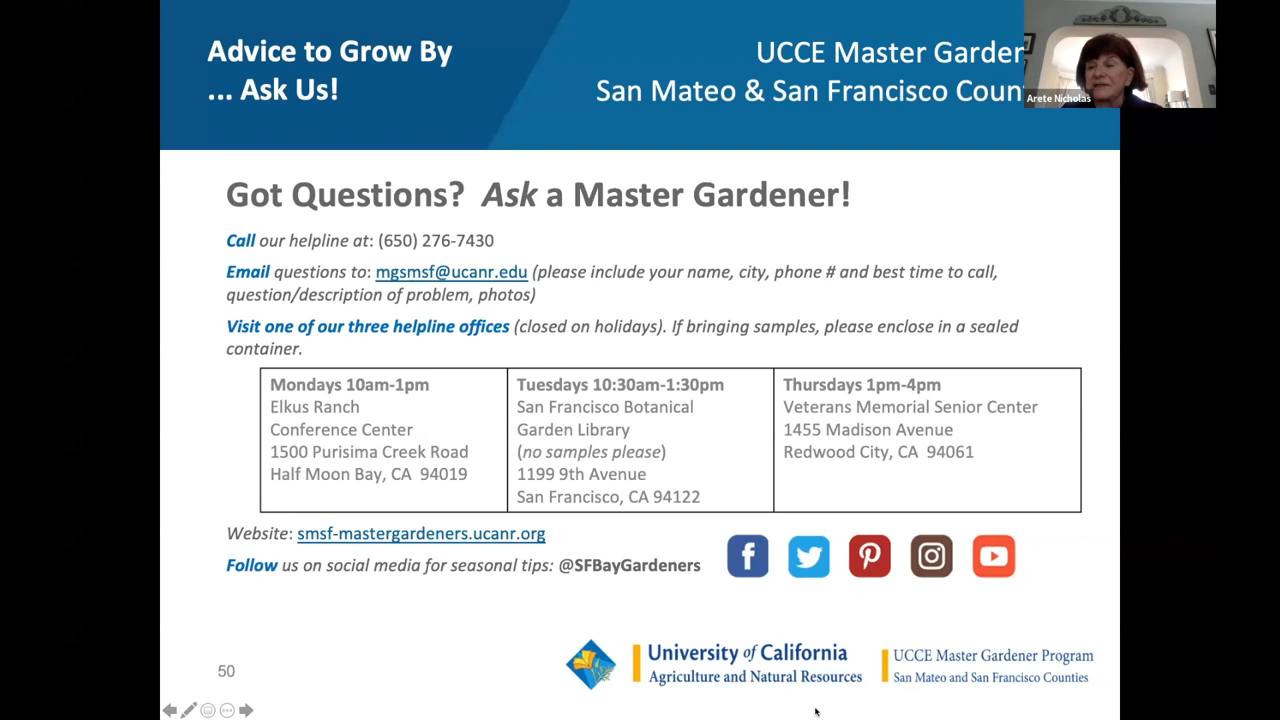 Advice to Grow By
... Ask Us!
UCCE Master Garden
San Mateo & San Francisco Coun
Arete Nicholas
Got Questions? Ask a Master Gardener!
Call our helpline at: (650) 276-7430
Email questions to: mgsmsf@ucanr.edu (please include your name, city, phone # and best time to call,
question/description of problem, photos)
Visit one of our three helpline offices (closed on holidays). If bringing samples, please enclose in a sealed
container.
Mondays 10am-1pm
Elkus Ranch
Conference Center
1500 Purisima Creek Road
Half Moon Bay, CA 94019
Tuesdays 10:30am-1:30pm
San Francisco Botanical
Garden Library
(no samples please)
1199 9th Avenue
San Francisco, CA 94122
Thursdays 1pm-4pm
Veterans Memorial Senior Center
1455 Madison Avenue
Redwood City, CA 94061
Website: smsf-mastergardeners.ucanr.org
Follow us on social media for seasonal tips: @SFBayGardeners
University of California
Agriculture and Natural Resources
UCCE Master Gardener Program
San Mateo and San Francisco Counties
50